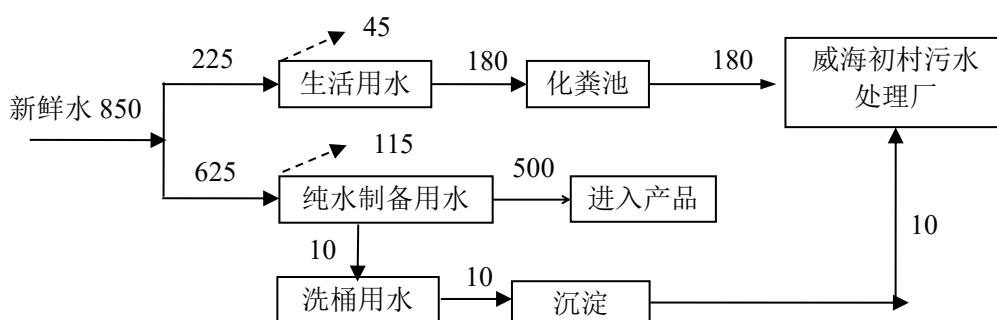 45
225
生活用水
180
化粪池
180
威海初村污水
处理厂
新鲜水 850
115
625
纯水制备用水
500
进入产品
10
10
洗桶用水
10
沉淀